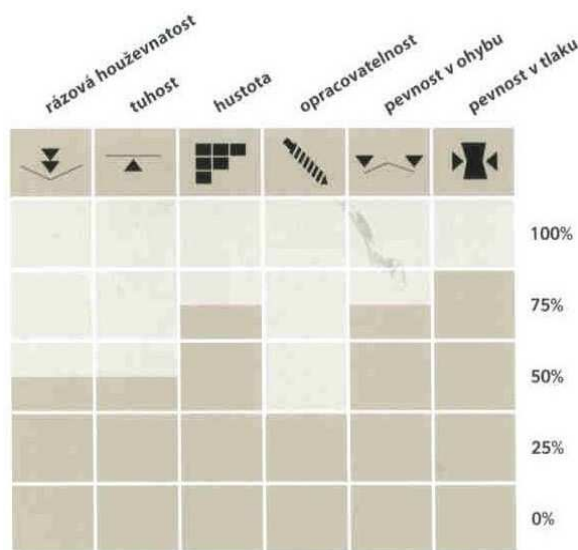 rázová houževnatost
tuhost
hustota
opracovatelnost
pevnost v ohybu
pevnost v tlaku
100%
75%
50%
25%
0%